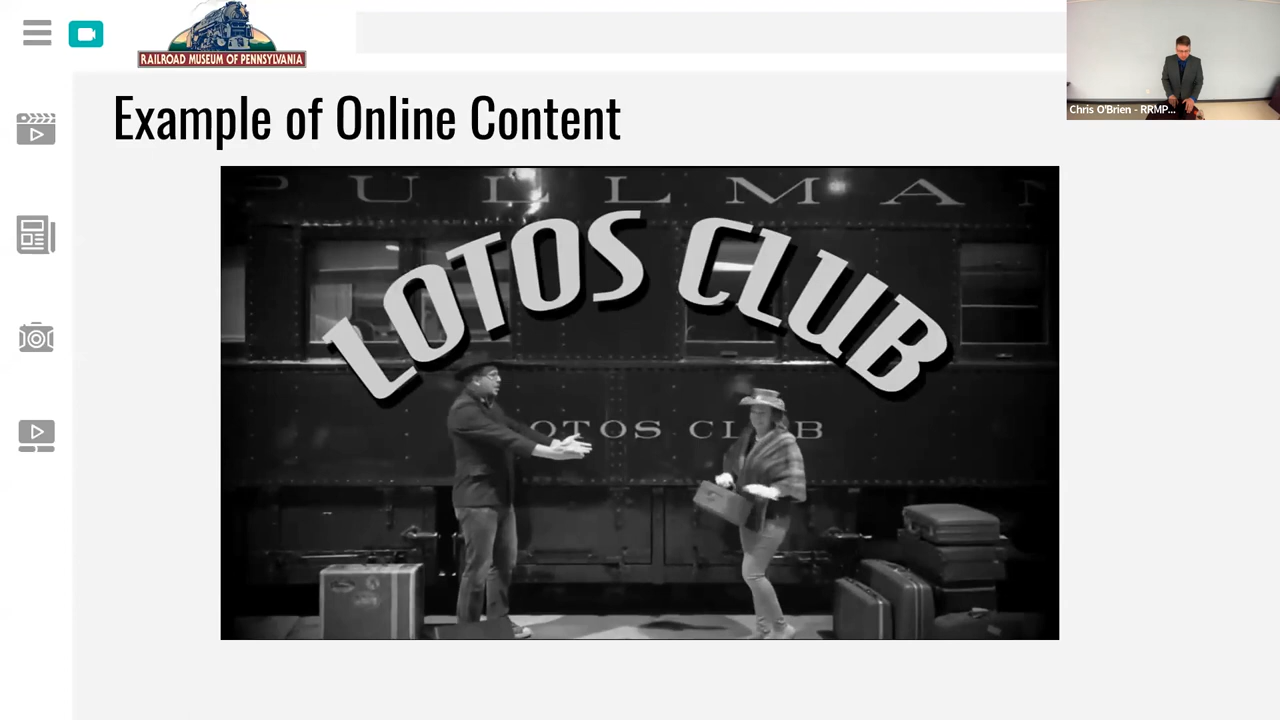 RAILROAD MUSEUM OF PENNSYLVANIA
Chris O'Brien - RRMP...
Example of Online Content
PULLMAN
LOTOS CLUB
LOTOS CLUB